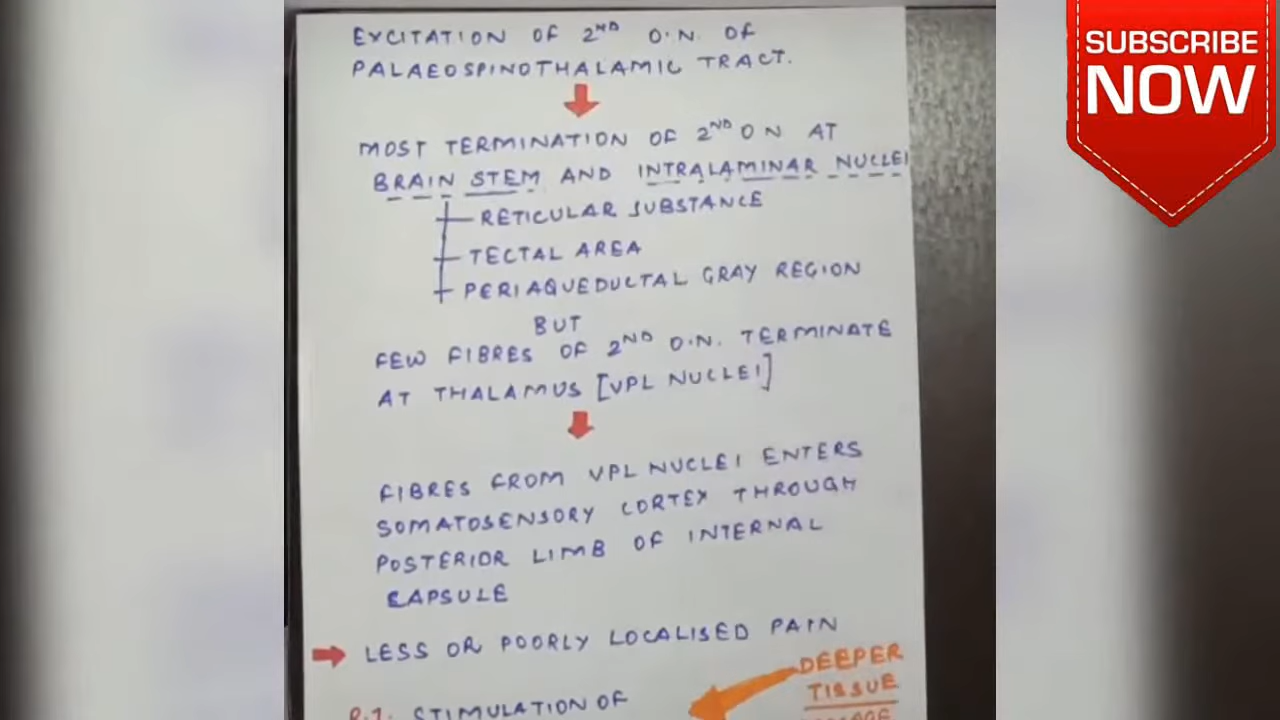 EXCITATION OF 2ND O.N. OF
PALAEOSPINOTHALAMIC TRACT.
MOST TERMINATION OF 2ND O N AT
BRAIN STEM AND INTRALAMINAR NUCLEI
RETICULAR SUBSTANCE
TECTAL AREA
PERIAQUEDUCTAL GRAY REGION
BUT
FEW FIBRES OF 2ND O.N. TERMINATE
AT THALAMUS [VPL NUCLEI]
FIBRES FROM VPL NUCLEI ENTERS
SOMATOSENSORY CORTEX THROUGH
POSTERIOR LIMB OF INTERNAL
CAPSULE
LESS OR POORLY LOCALISED PAIN
DEEPER
TISSUE
STIMULATION OF
SUBSCRIBE
NOW